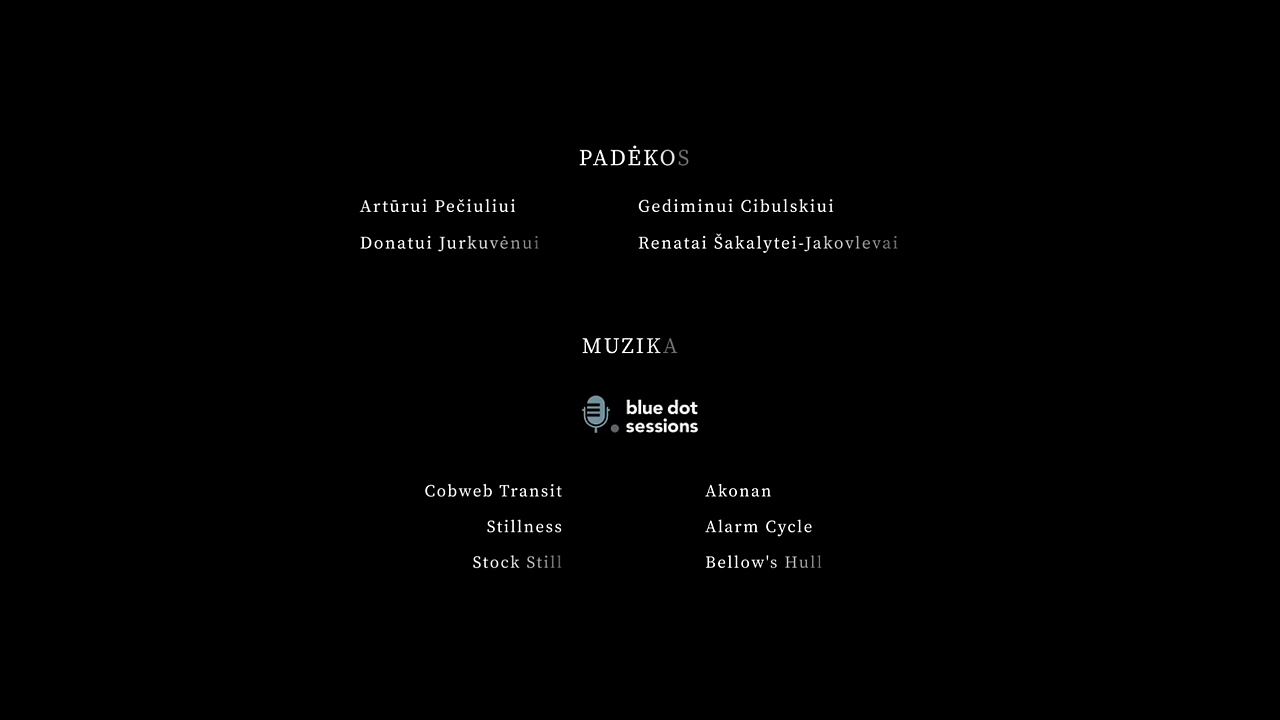 PADĖKOS
Artūrui Pečiuliui
Gediminui Cibulskiui
Donatui Jurkuvėnui
Renatai Šakalytei-Jakovlevai
MUZIKA
blue dot
sessions
Cobweb Transit
Akonan
Stillness
Alarm Cycle
Stock Still
Bellow's Hull